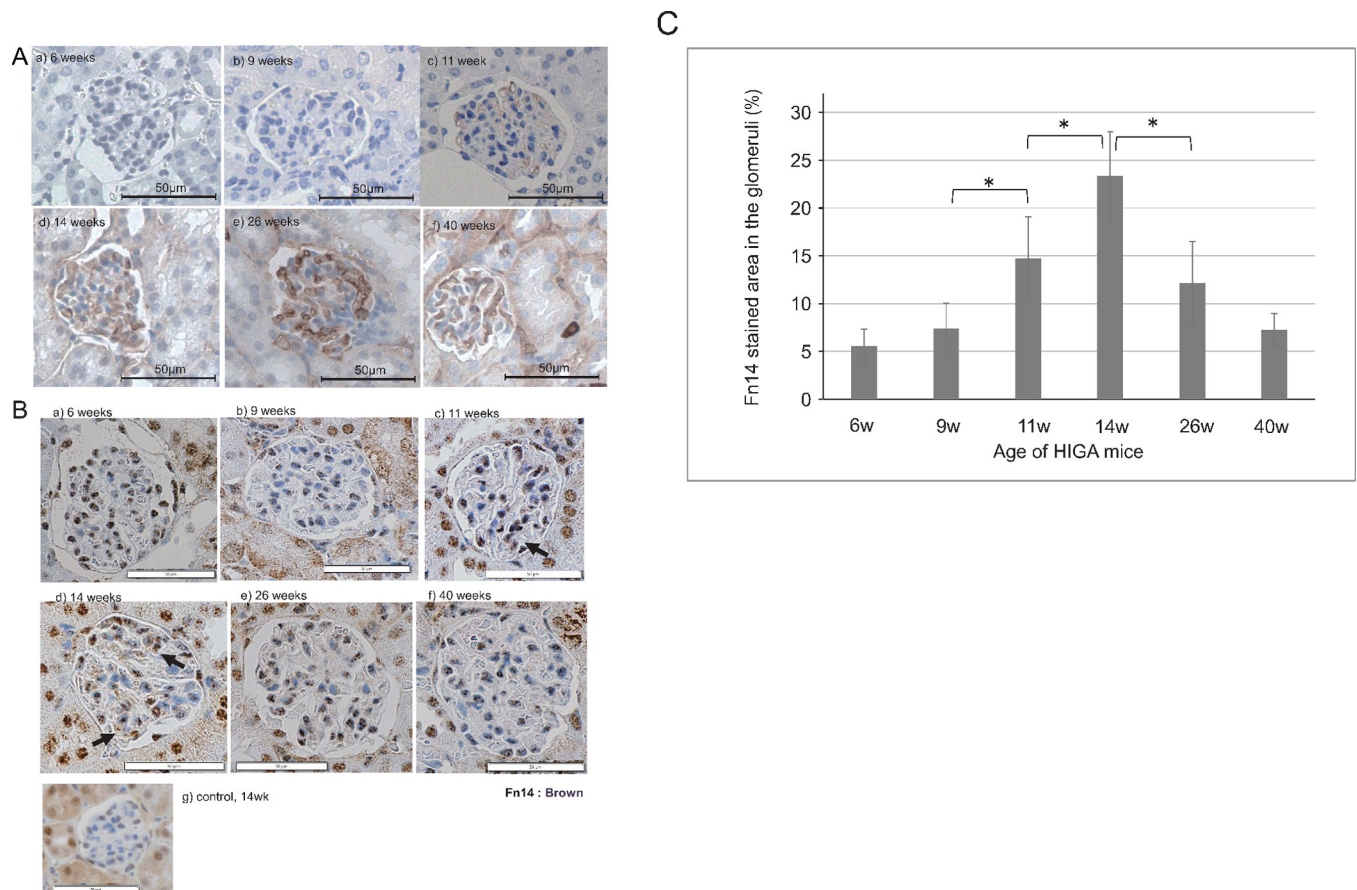 A
a) 6 weeks
b) 9 weeks
c) 11 week
50µm
50µm
50µm
d) 14 weeks
e) 26 weeks
f) 40 weeks
50µm
50µm
50µm
B
a) 6 weeks
b) 9 weeks
c) 11 weeks
d) 14 weeks
e) 26 weeks
f) 40 weeks
g) control, 14wk
Fn14 : Brown
C
Fn14 stained area in the glomeruli (%)
30
25
20
15
10
5
0
*
*
*
6w 9w 11w 14w 26w 40w
Age of HIGA mice